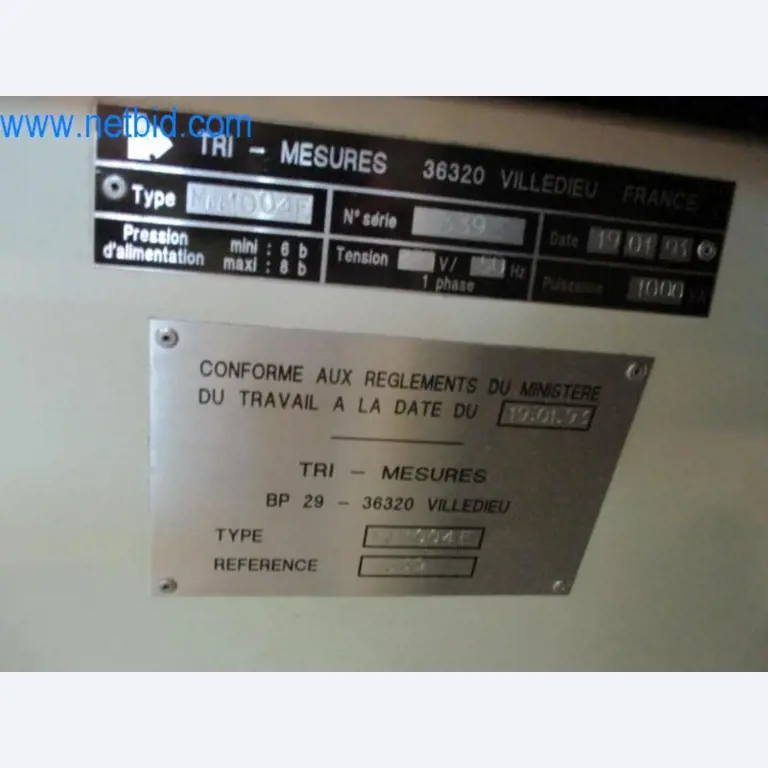 www.netbid.com
TRI - MESURES 36320 VILLEDIEU FRANCE
Type
N° série 339 Date 19 01
Pression d'alimentation mini : 6 b maxi : 8 b
Tension V/ 50 Hz 1 phase
Puissance 1000
CONFORME AUX REGLEMENTS DU MINISTERE
DU TRAVAIL A LA DATE DU
TRI - MESURES
BP 29 - 36320 VILLEDIEU
TYPE
REFERENCE